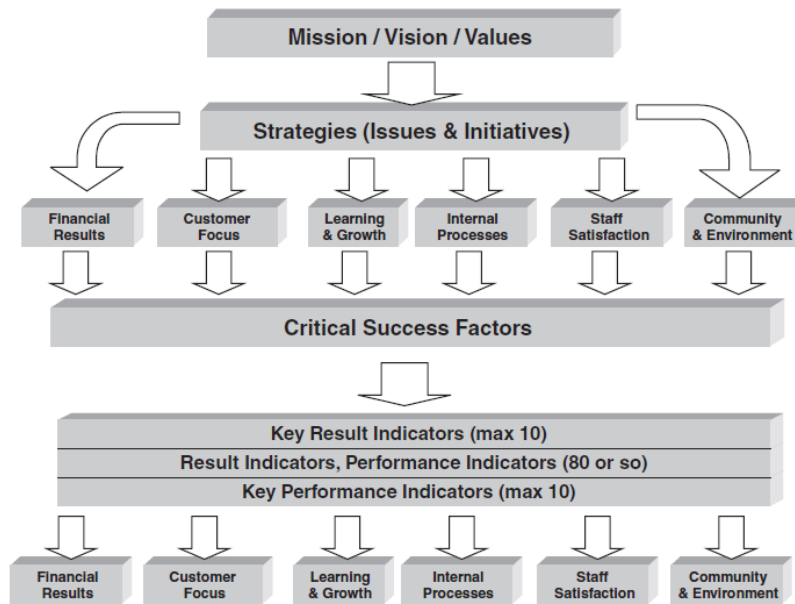 Mission / Vision / Values
Strategies (Issues & Initiatives)
Financial
Results
Customer
Focus
Learning
& Growth
Internal
Processes
Staff
Satisfaction
Community
& Environment
Critical Success Factors
Key Result Indicators (max 10)
Result Indicators, Performance Indicators (80 or so)
Key Performance Indicators (max 10)
Financial
Results
Customer
Focus
Learning
& Growth
Internal
Processes
Staff
Satisfaction
Community
& Environment